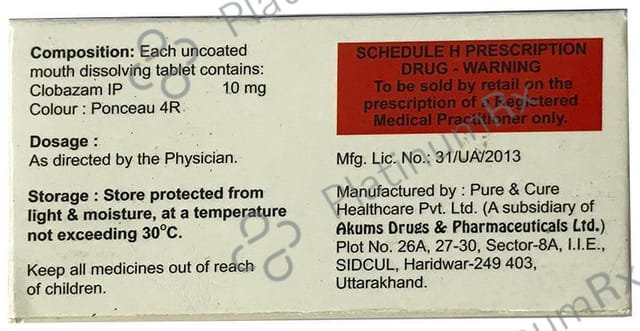 Composition: Each uncoated
mouth dissolving tablet contains:
Clobazam IP 10 mg
Colour : Ponceau 4R
Dosage :
As directed by the Physician.
Storage : Store protected from
light & moisture, at a temperature
not exceeding 30°C.
Keep all medicines out of reach
of children.
SCHEDULE H PRESCRIPTION
DRUG - WARNING
To be sold by retail on the
prescription of a Registered
Medical Practitioner only.
Mfg. Lic. No.: 31/UA/2013
Manufactured by : Pure & Cure
Healthcare Pvt. Ltd. (A subsidiary of
Akums Drugs & Pharmaceuticals Ltd.)
Plot No. 26A, 27-30, Sector-8A, I.I.E.,
SIDCUL, Haridwar-249 403,
Uttarakhand.
PlatinumRx
PlatinumRx